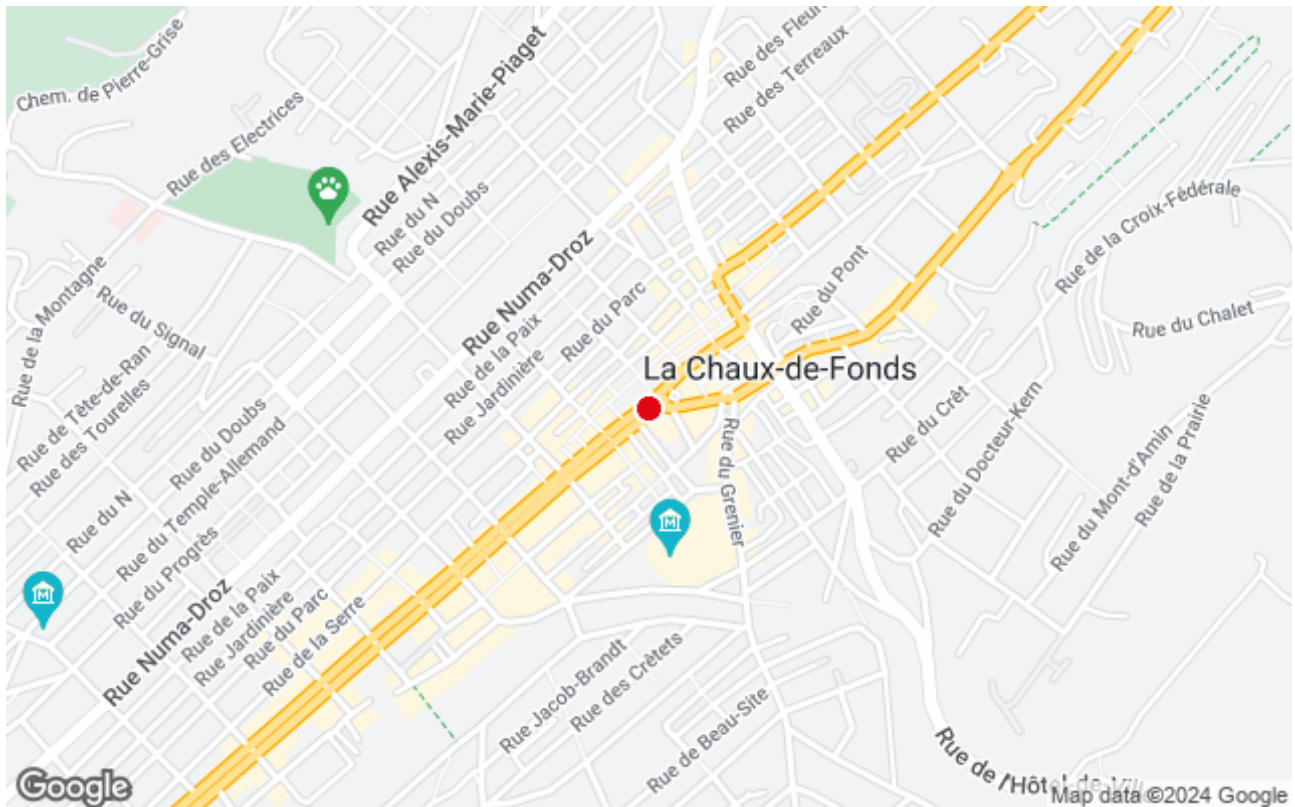 Chem. de Pierre-Grise
Rue des Electrices
Rue Alexis-Marie-Piaget
Rue des Terreaux
Rue du N
Rue du Doubs
Rue Numa-Droz
Rue de la Montagne
Rue du Signal
Rue de la Paix
Rue du Parc
Rue Jardinière
Rue du Pont
Rue de la Croix-Fédérale
Rue du Chalet
La Chaux-de-Fonds
Rue de Tête-de-Ran
Rue des Tourelles
Rue du Doubs
Rue du Temple-Allemand
Rue du N
Rue du Progrès
Rue du Grenier
Rue du Crêt
Rue du Docteur-Kern
Rue du Mont-d'Amin
Rue de la Prairie
M
M
Rue Numa-Droz
Rue de la Paix
Rue Jardinière
Rue du Parc
Rue de la Serre
Rue Jacob-Brandt
Rue des Crêtets
Rue de Beau-Site
Rue de l'Hôtel-de-Vil
Google
Map data ©2024 Google